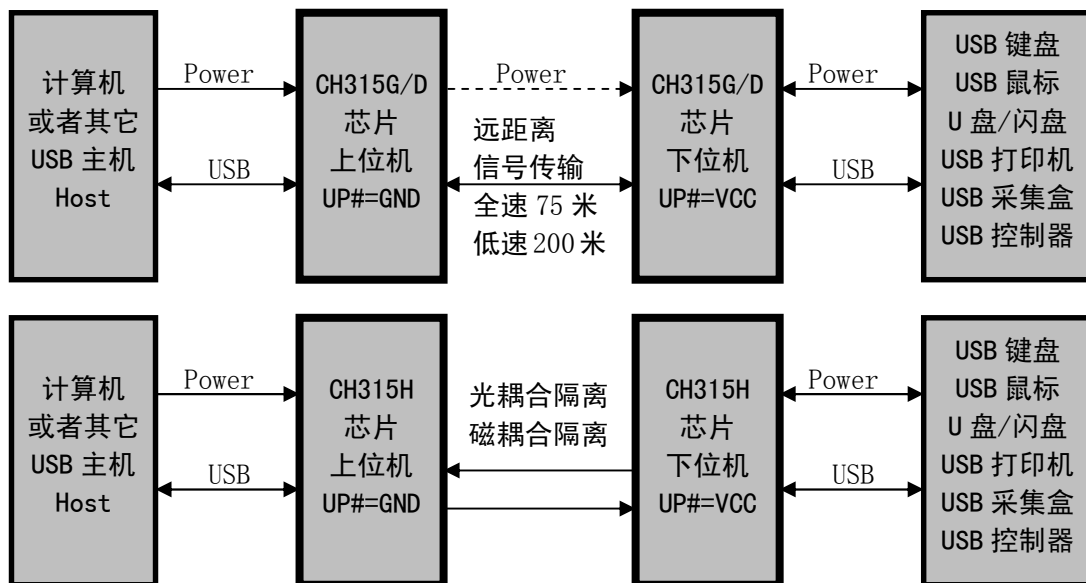 计算机
或者其它
USB 主机
Host
Power
USB
CH315G/D
芯片
上位机
UP#=GND
Power
远距离
信号传输
全速 75 米
低速 200 米
CH315G/D
芯片
下位机
UP#=VCC
Power
USB
USB 键盘
USB 鼠标
U 盘/闪盘
USB 打印机
USB 采集盒
USB 控制器
计算机
或者其它
USB 主机
Host
Power
USB
CH315H
芯片
上位机
UP#=GND
光耦合隔离
磁耦合隔离
CH315H
芯片
下位机
UP#=VCC
Power
USB
USB 键盘
USB 鼠标
U 盘/闪盘
USB 打印机
USB 采集盒
USB 控制器